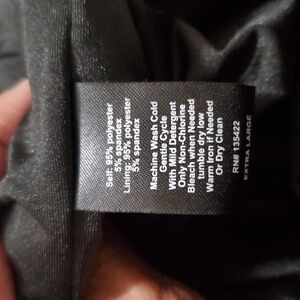 Self: 95% polyester
5% spandex
Lining: 95% polyester
5% spandex
Machine Wash Cold
Gentle Cycle
With Mild Detergent
Only Non-Chlorine
Bleach when Needed
tumble dry low
Warm Iron if Needed
Or Dry Clean
RN# 135422
EXTRA LARGE